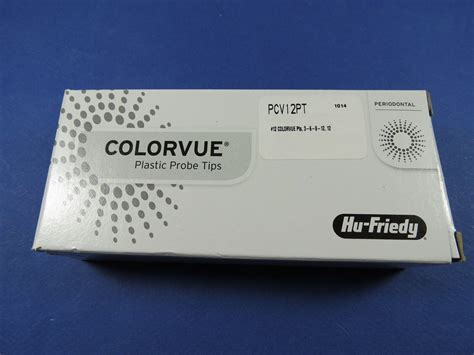 PCV12PT 1014
#12 COLORVUE Pts, 3-6-9-12, 12
PERIODONTAL
COLORVUE®
Plastic Probe Tips
Hu-Friedy